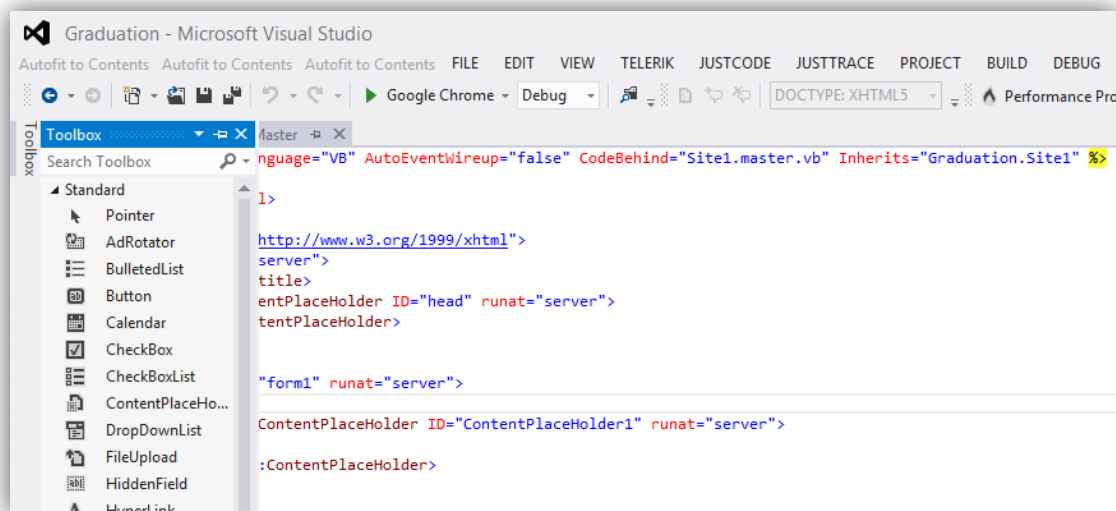 Graduation - Microsoft Visual Studio
Autofit to Contents Autofit to Contents Autofit to Contents FILE EDIT VIEW TELERIK JUSTCODE JUSTTRACE PROJECT BUILD DEBUG
Google Chrome Debug DOCTYPE: XHTML5 Performance Pro
Toolbox
Toolbox
Master
Search Toolbox
nguage="VB" AutoEventWireup="false" CodeBehind="Site1.master.vb" Inherits="Graduation.Site1" %>
Standard
l>
Pointer
AdRotator
http://www.w3.org/1999/xhtml">
server">
BulletedList
title>
Button
entPlaceHolder ID="head" runat="server">
Calendar
tentPlaceHolder>
CheckBox
CheckBoxList
"form1" runat="server">
ContentPlaceHo...
ContentPlaceHolder ID="ContentPlaceHolder1" runat="server">
DropDownList
FileUpload
:ContentPlaceHolder>
HiddenField
HyperLink